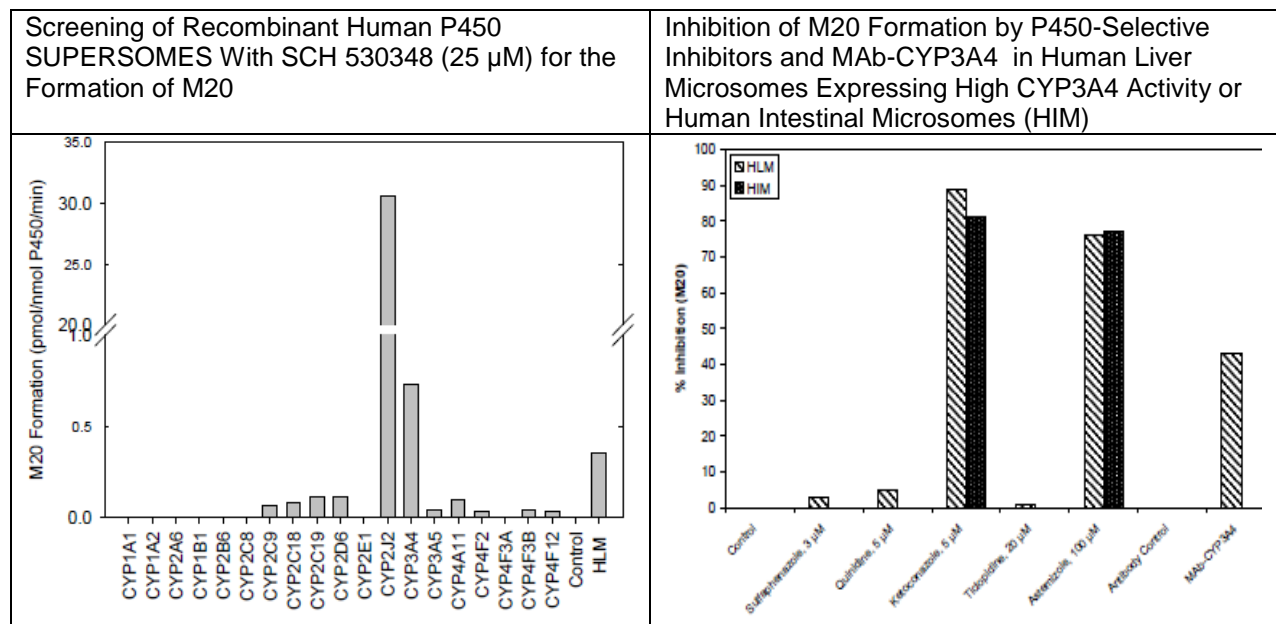 Screening of Recombinant Human P450
SUPERSOMES With SCH 530348 (25 µM) for the
Formation of M20
Inhibition of M20 Formation by P450-Selective
Inhibitors and MAb-CYP3A4 in Human Liver
Microsomes Expressing High CYP3A4 Activity or
Human Intestinal Microsomes (HIM)
M20 Formation (pmol/nmol P450/min)
35.0
30.0
25.0
20.0
1.0
0.5
0.0
CYP1A1
CYP1A2
CYP2A6
CYP1B1
CYP2B6
CYP2C8
CYP2C9
CYP2C18
CYP2C19
CYP2D6
CYP2E1
CYP2J2
CYP3A4
CYP3A5
CYP4A11
CYP4F2
CYP4F3A
CYP4F3B
CYP4F12
Control
HLM
% Inhibition (M20)
100
90
80
70
60
50
40
30
20
10
0
HLM
HIM
Control
Sulfaphenazole, 3 µM
Quinidine, 5 µM
Ketoconazole, 5 µM
Ticlopidine, 20 µM
Astemizole, 100 µM
Antibody Control
MAb-CYP3A4